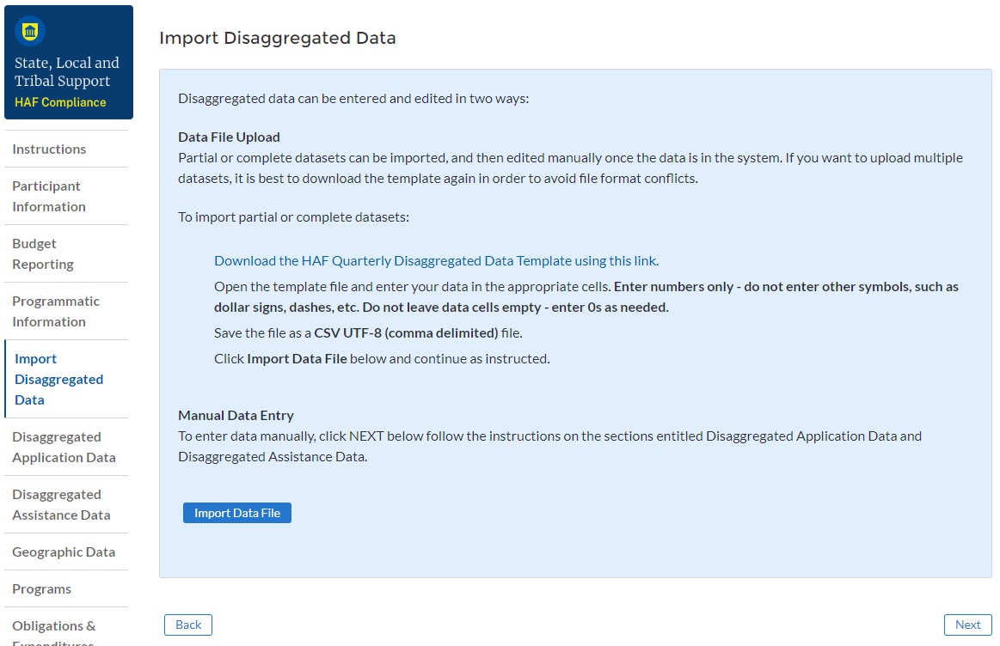 State, Local and
Tribal Support
HAF Compliance
Instructions
Participant
Information
Budget
Reporting
Programmatic
Information
Import
Disaggregated
Data
Disaggregated
Application Data
Disaggregated
Assistance Data
Geographic Data
Programs
Obligations &
Expenditures
Import Disaggregated Data
Disaggregated data can be entered and edited in two ways:
Data File Upload
Partial or complete datasets can be imported, and then edited manually once the data is in the system. If you want to upload multiple
datasets, it is best to download the template again in order to avoid file format conflicts.
To import partial or complete datasets:
Download the HAF Quarterly Disaggregated Data Template using this link.
Open the template file and enter your data in the appropriate cells. Enter numbers only - do not enter other symbols, such as
dollar signs, dashes, etc. Do not leave data cells empty - enter 0s as needed.
Save the file as a CSV UTF-8 (comma delimited) file.
Click Import Data File below and continue as instructed.
Manual Data Entry
To enter data manually, click NEXT below follow the instructions on the sections entitled Disaggregated Application Data and
Disaggregated Assistance Data.
Import Data File
Back
Next